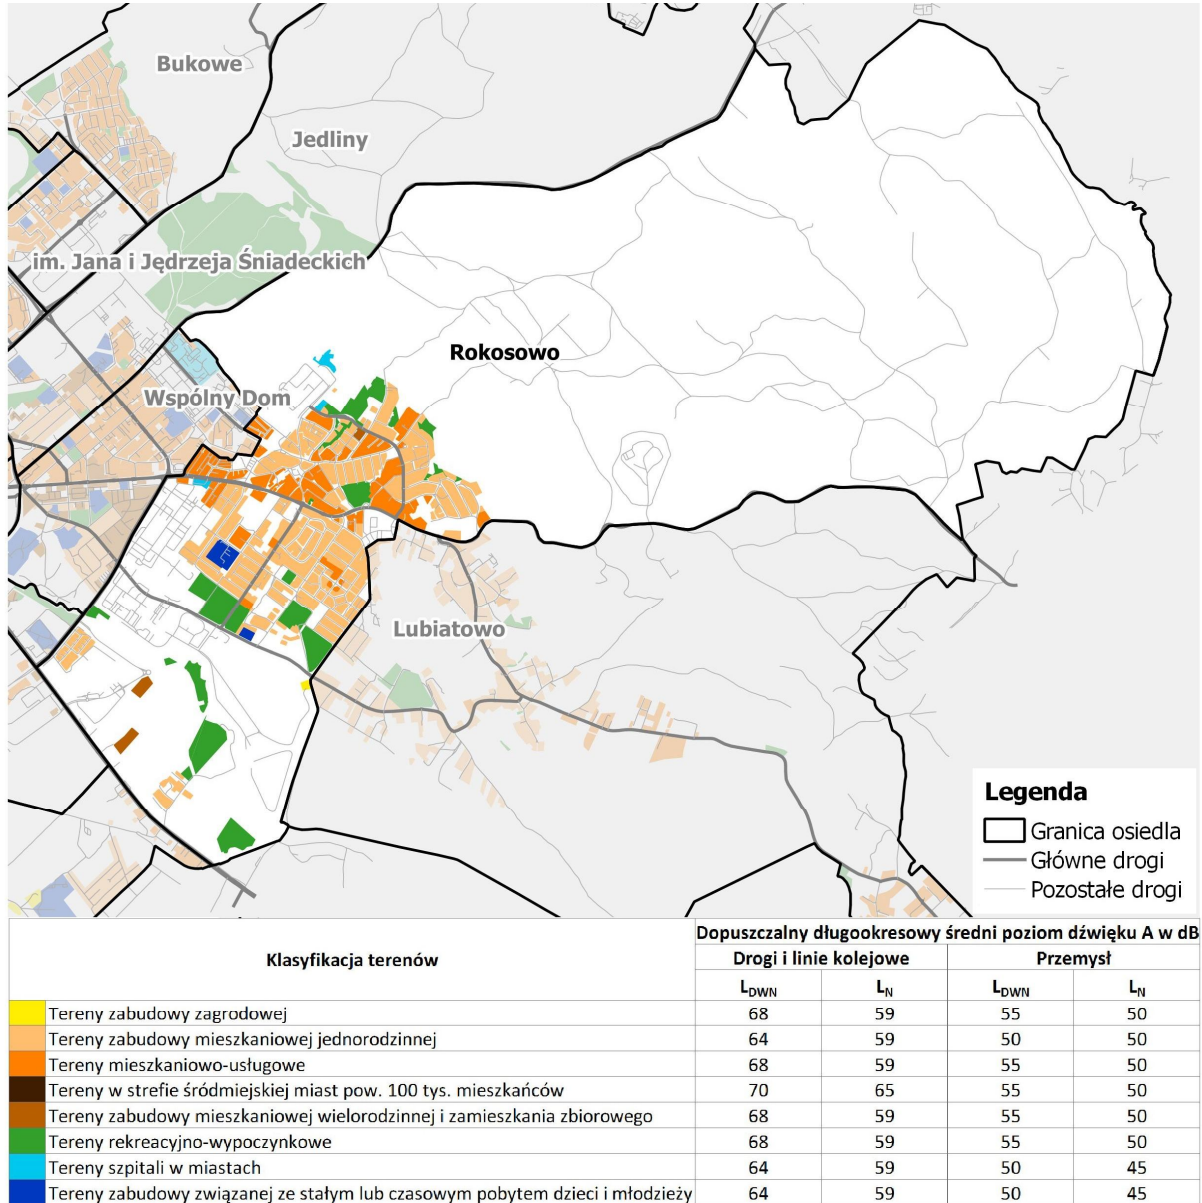 Bukowe
Jedliny
im. Jana i Jędrzeja Śniadeckich
Rokosowo
Wspólny Dom
Lubiatowo
Legenda
Granica osiedla
Główne drogi
Pozostałe drogi
Klasyfikacja terenów
Dopuszczalny długookresowy średni poziom dźwięku A w dB
Drogi i linie kolejowe Przemysł
LDWN LN LDWN LN
Tereny zabudowy zagrodowej 68 59 55 50
Tereny zabudowy mieszkaniowej jednorodzinnej 64 59 50 50
Tereny mieszkaniowo-usługowe 68 59 55 50
Tereny w strefie śródmiejskiej miast pow. 100 tys. mieszkańców 70 65 55 50
Tereny zabudowy mieszkaniowej wielorodzinnej i zamieszkania zbiorowego 68 59 55 50
Tereny rekreacyjno-wypoczynkowe 68 59 55 50
Tereny szpitali w miastach 64 59 50 45
Tereny zabudowy związanej ze stałym lub czasowym pobytem dzieci i młodzieży 64 59 50 45